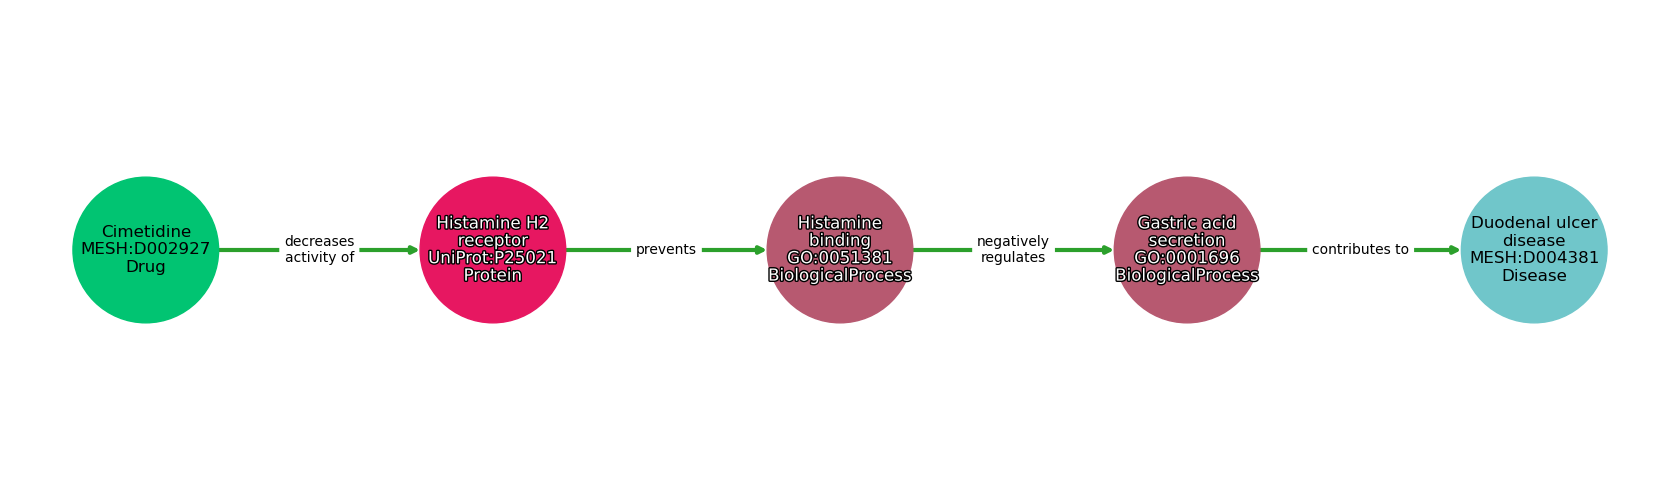 Cimetidine
MESH:D002927
Drug
decreases
activity of
Histamine H2
receptor
UniProt:P25021
Protein
prevents
Histamine
binding
GO:0051381
BiologicalProcess
negatively
regulates
Gastric acid
secretion
GO:0001696
BiologicalProcess
contributes to
Duodenal ulcer
disease
MESH:D004381
Disease